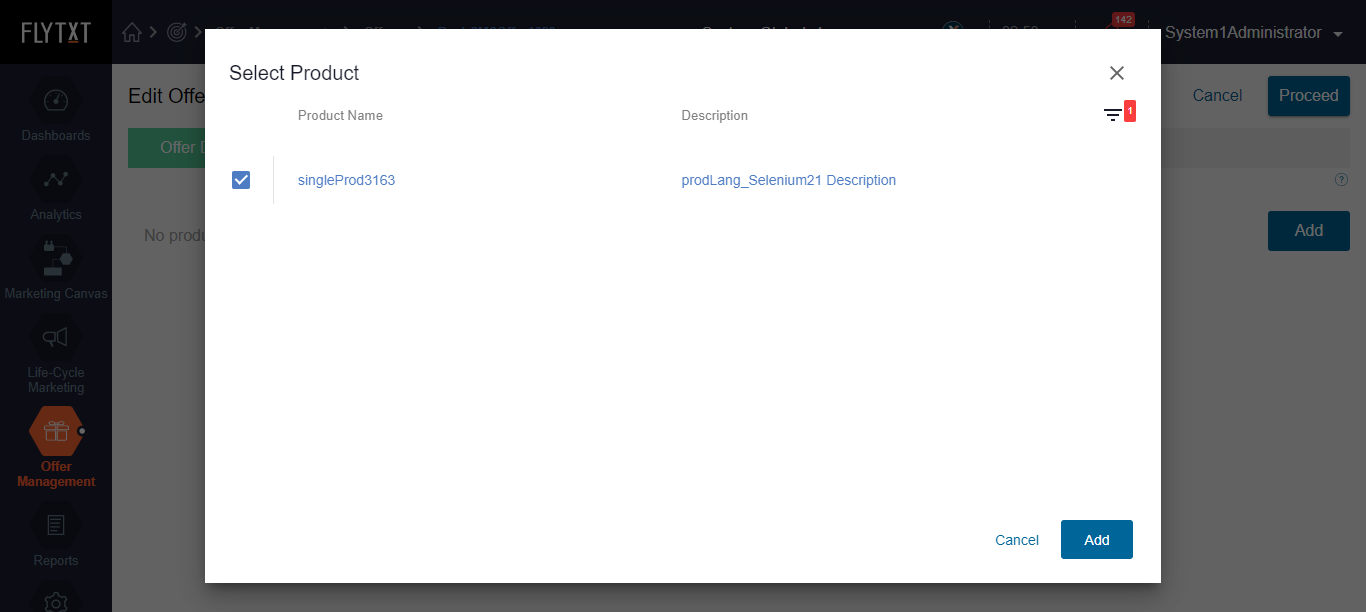 FLYTXT
142
System1Administrator
Select Product
Edit Offe
Cancel
Proceed
Product Name
Description
1
Dashboards
Offer
singleProd3163
prodLang_Selenium21 Description
?
Analytics
No produ
Add
Marketing Canvas
Life-Cycle
Marketing
Offer
Management
Cancel
Add
Reports